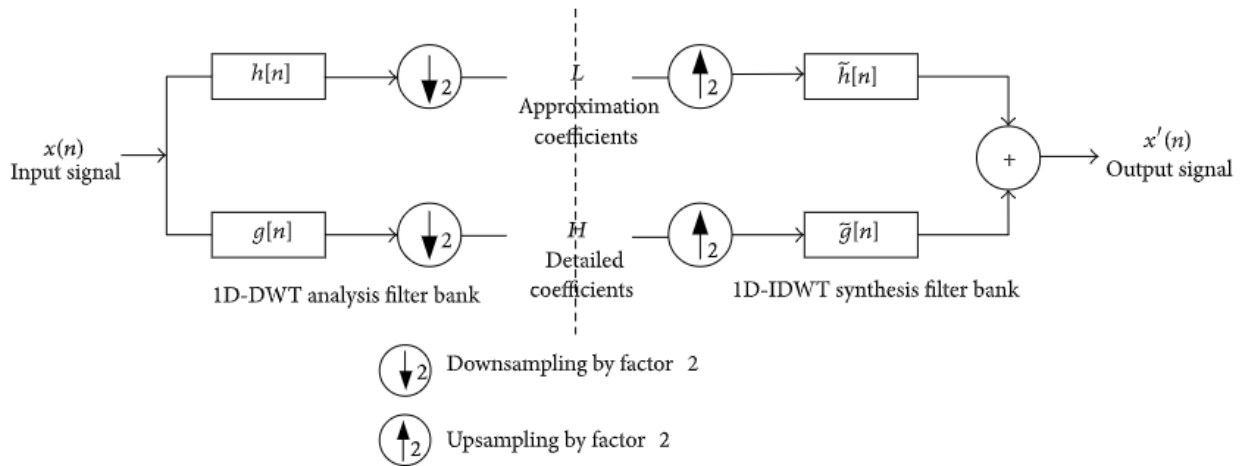 h[n]
2
L
2
h̃[n]
Approximation
coefficients
x(n)
Input signal
+
x′(n)
Output signal
g[n]
2
H
2
g̃[n]
Detailed
coefficients
1D-DWT analysis filter bank
1D-IDWT synthesis filter bank
2
Downsampling by factor 2
2
Upsampling by factor 2